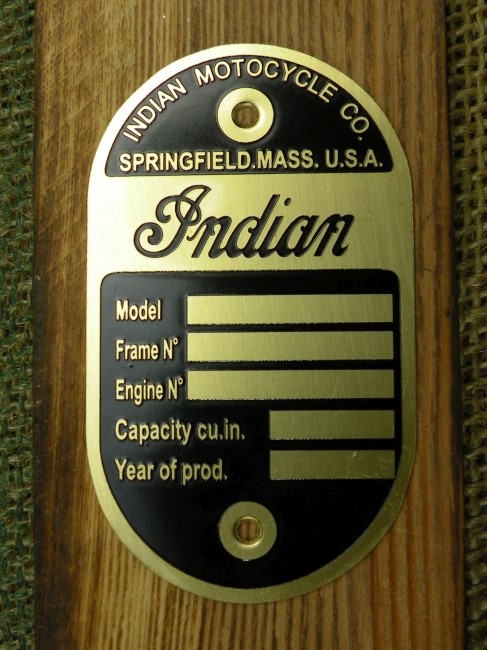 INDIAN MOTOCYCLE CO.
SPRINGFIELD.MASS. U.S.A.
Indian
Model
Frame N°
Engine N°
Capacity cu.in.
Year of prod.